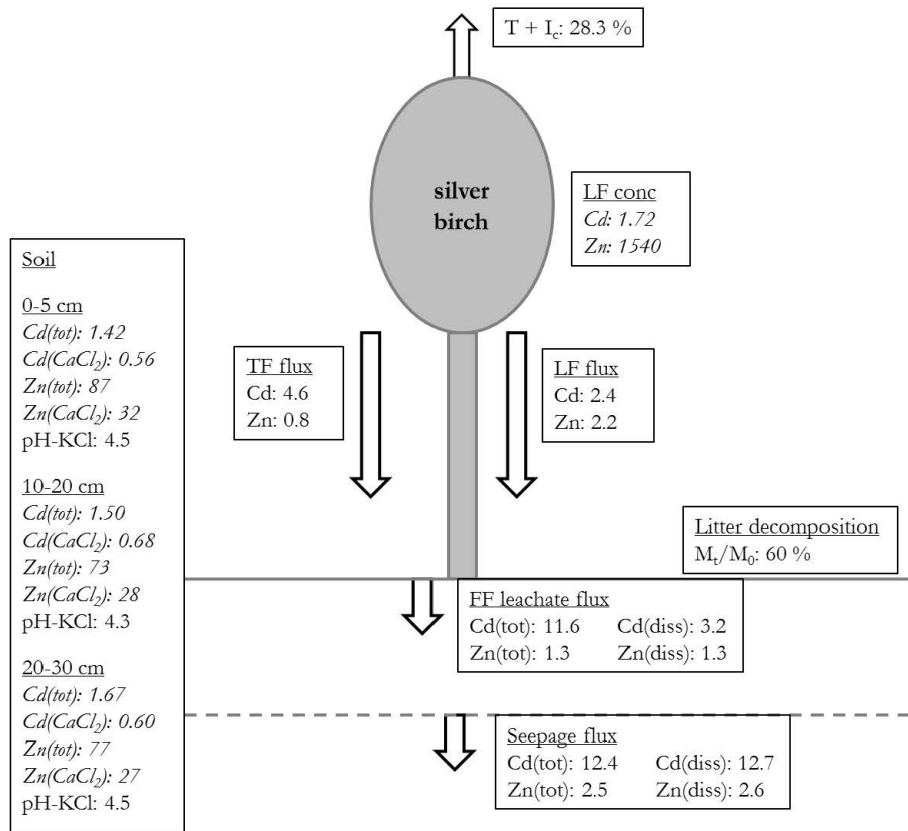 T + Ic: 28.3 %
silver
birch
LF conc
Cd: 1.72
Zn: 1540
Soil
0-5 cm
Cd(tot): 1.42
Cd(CaCl2): 0.56
Zn(tot): 87
Zn(CaCl2): 32
pH-KCl: 4.5
10-20 cm
Cd(tot): 1.50
Cd(CaCl2): 0.68
Zn(tot): 73
Zn(CaCl2): 28
pH-KCl: 4.3
20-30 cm
Cd(tot): 1.67
Cd(CaCl2): 0.60
Zn(tot): 77
Zn(CaCl2): 27
pH-KCl: 4.5
TF flux
Cd: 4.6
Zn: 0.8
LF flux
Cd: 2.4
Zn: 2.2
Litter decomposition
Mt/M0: 60 %
FF leachate flux
Cd(tot): 11.6 Cd(diss): 3.2
Zn(tot): 1.3 Zn(diss): 1.3
Seepage flux
Cd(tot): 12.4 Cd(diss): 12.7
Zn(tot): 2.5 Zn(diss): 2.6